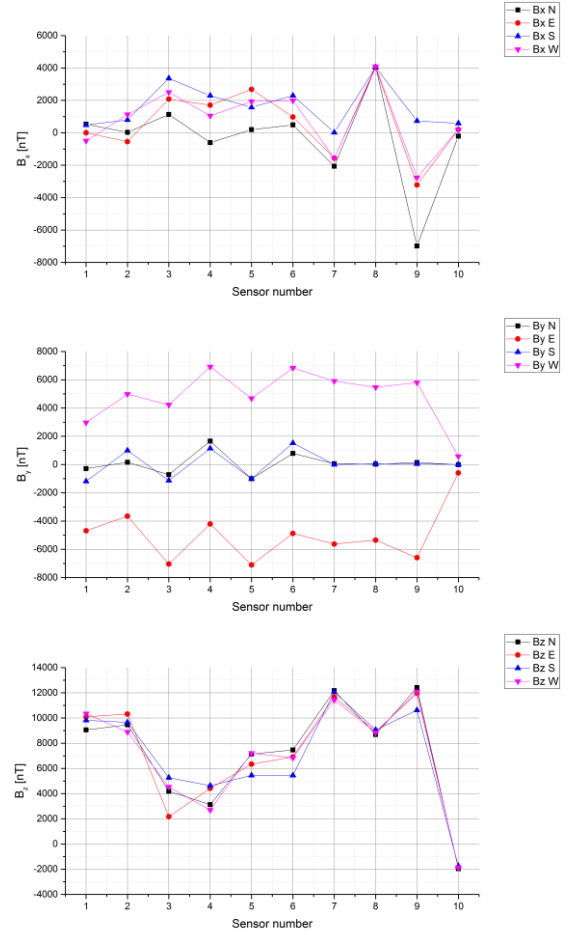 Bx N
Bx E
Bx S
Bx W
6000
4000
2000
0
-2000
-4000
-6000
-8000
Bx [nT]
1 2 3 4 5 6 7 8 9 10
Sensor number
By N
By E
By S
By W
8000
6000
4000
2000
0
-2000
-4000
-6000
-8000
By [nT]
1 2 3 4 5 6 7 8 9 10
Sensor number
Bz N
Bz E
Bz S
Bz W
14000
12000
10000
8000
6000
4000
2000
0
-2000
-4000
Bz [nT]
1 2 3 4 5 6 7 8 9 10
Sensor number